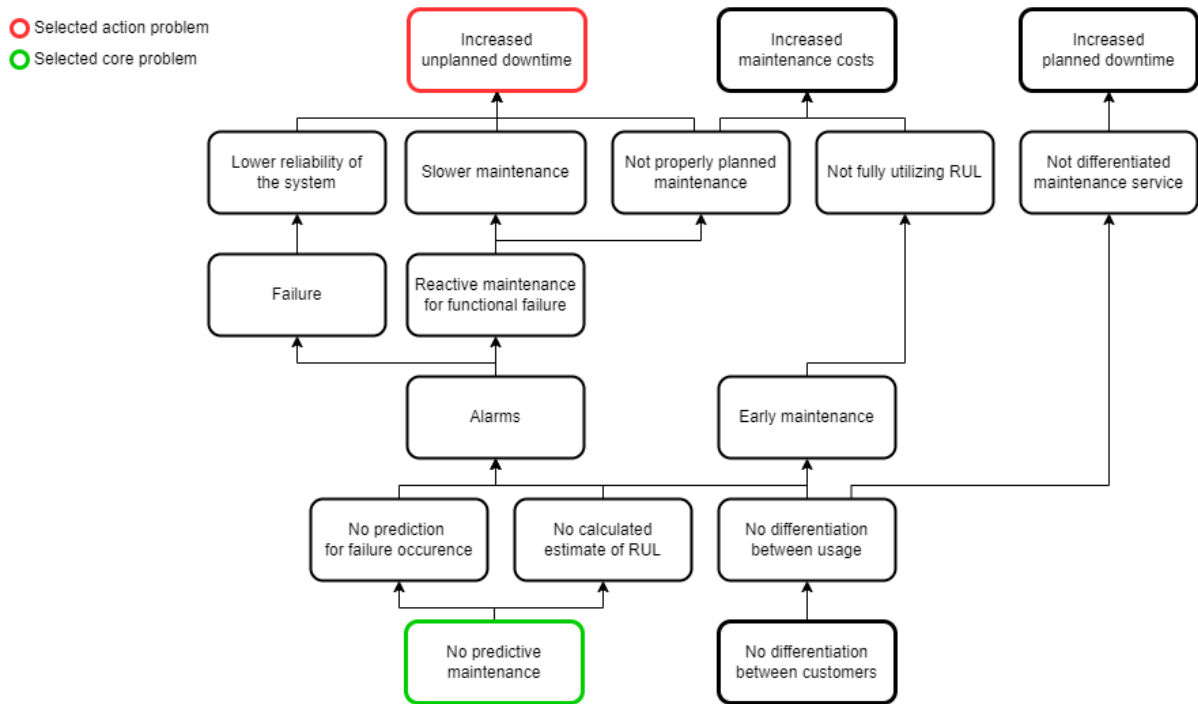 Selected action problem
Selected core problem
Increased
unplanned downtime
Increased
maintenance costs
Increased
planned downtime
Lower reliability of
the system
Slower maintenance
Not properly planned
maintenance
Not fully utilizing RUL
Not differentiated
maintenance service
Failure
Reactive maintenance
for functional failure
Alarms
Early maintenance
No prediction
for failure occurence
No calculated
estimate of RUL
No differentiation
between usage
No predictive
maintenance
No differentiation
between customers